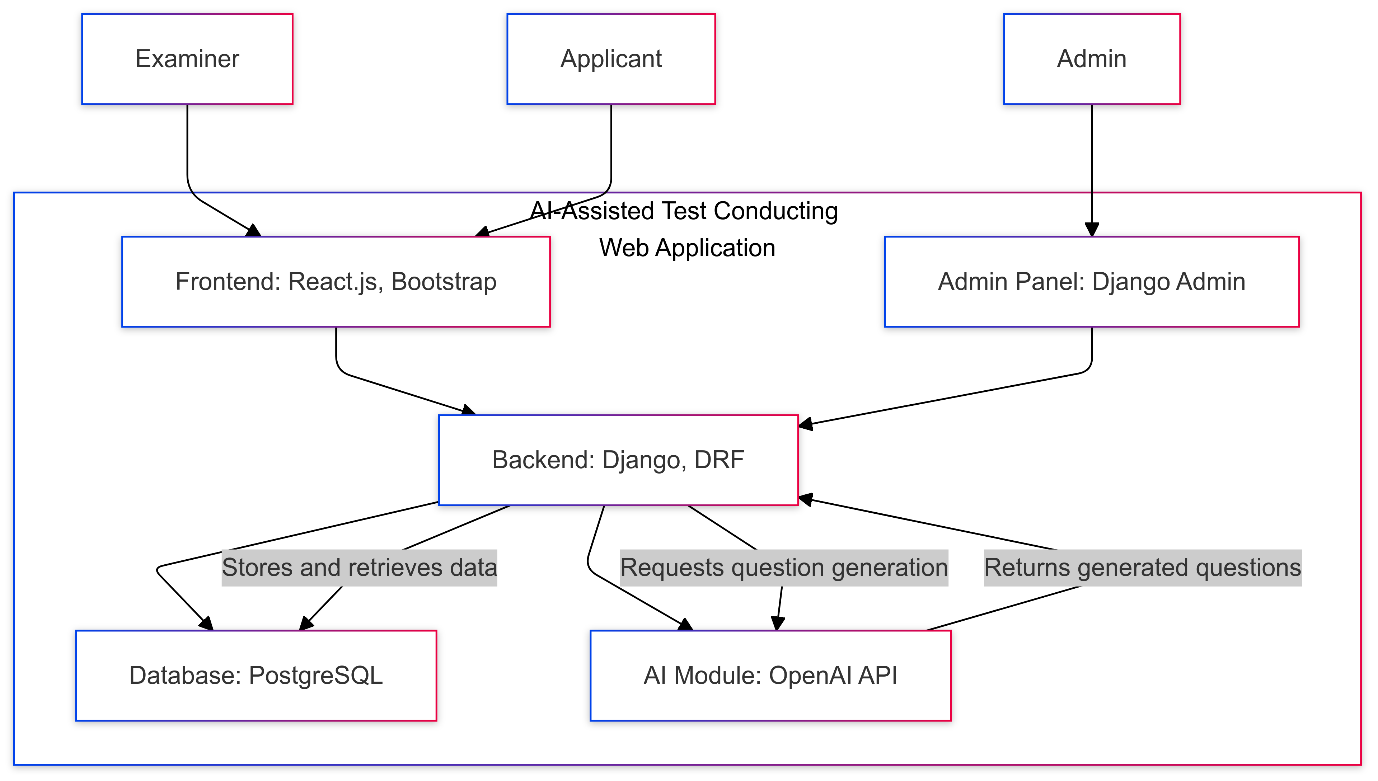 Examiner
Applicant
Admin
AI-Assisted Test Conducting
Web Application
Frontend: React.js, Bootstrap
Admin Panel: Django Admin
Backend: Django, DRF
Stores and retrieves data
Requests question generation
Returns generated questions
Database: PostgreSQL
AI Module: OpenAI API